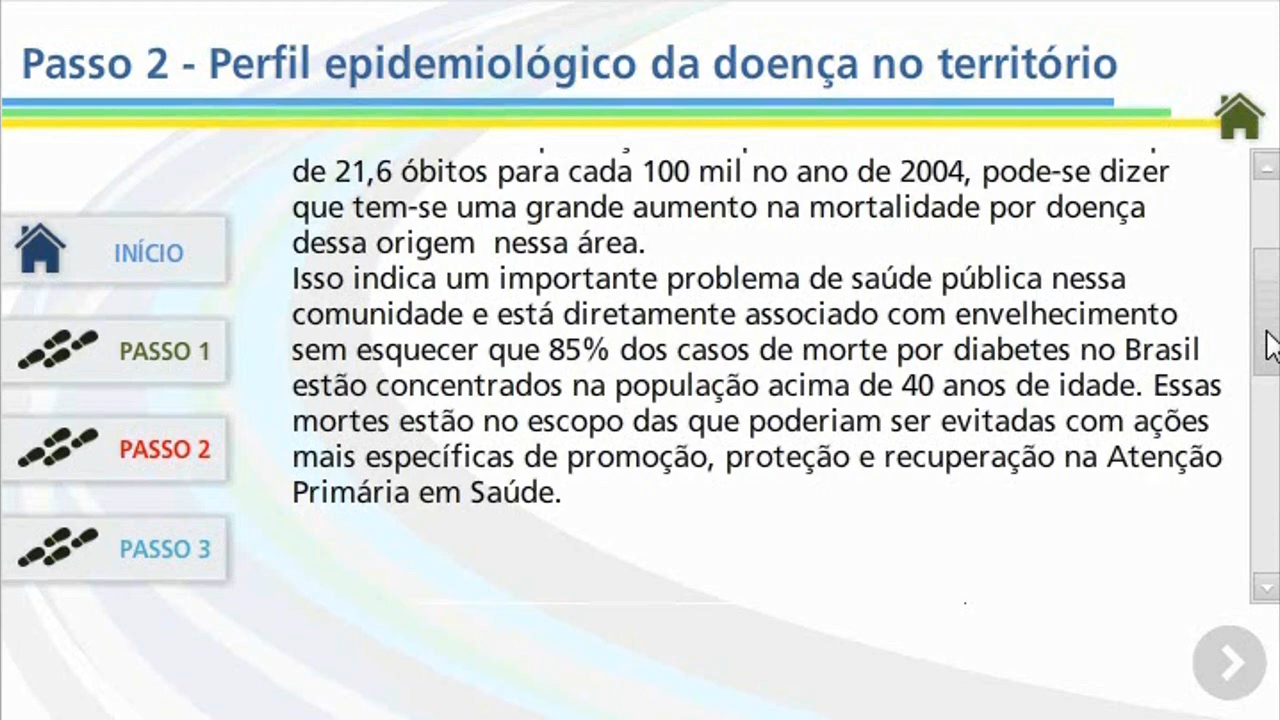 Passo 2 - Perfil epidemiológico da doença no território
INÍCIO
PASSO 1
PASSO 2
PASSO 3
de 21,6 óbitos para cada 100 mil no ano de 2004, pode-se dizer
que tem-se uma grande aumento na mortalidade por doença
dessa origem nessa área.
Isso indica um importante problema de saúde pública nessa
comunidade e está diretamente associado com envelhecimento
sem esquecer que 85% dos casos de morte por diabetes no Brasil
estão concentrados na população acima de 40 anos de idade. Essas
mortes estão no escopo das que poderiam ser evitadas com ações
mais específicas de promoção, proteção e recuperação na Atenção
Primária em Saúde.